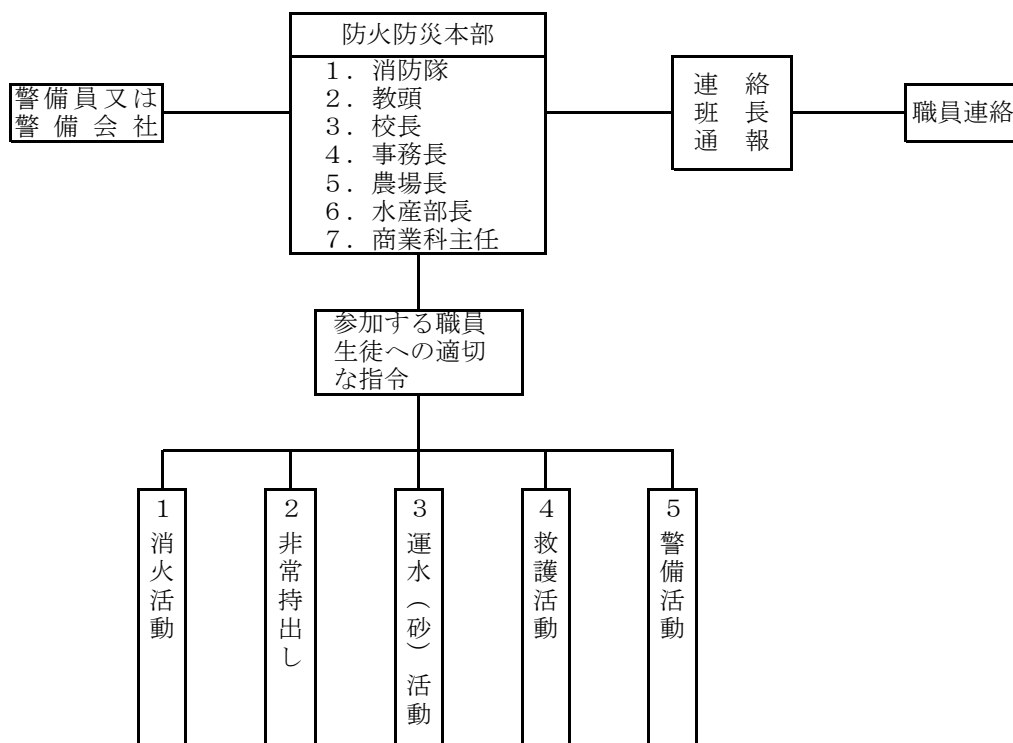 防火防災本部
1．消防隊
2．教頭
3．校長
4．事務長
5．農場長
6．水産部長
7．商業科主任
警備員又は
警備会社
連絡
班長
通報
職員連絡
参加する職員
生徒への適切
な指令
1 消火活動
2 非常持出し
3 運水（砂）活動
4 救護活動
5 警備活動